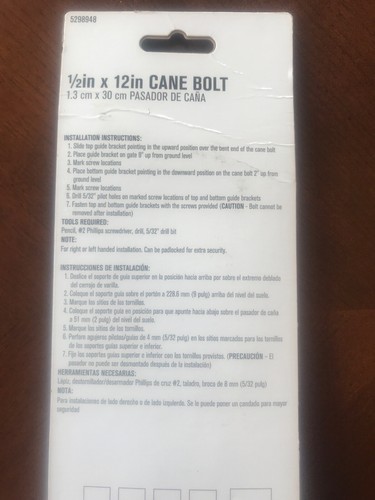 5298948
½in x 12in CANE BOLT
1.3 cm x 30 cm PASADOR DE CAÑA
INSTALLATION INSTRUCTIONS:
1. Slide top guide bracket pointing in the upward position over the bent end of the cane bolt
2. Place guide bracket on gate 9" up from ground level
3. Mark screw locations
4. Place bottom guide bracket pointing in the downward position on the cane bolt 2" up from
ground level
5. Mark screw locations
6. Drill 5/32" pilot holes on marked screw locations of top and bottom guide brackets
7. Fasten top and bottom guide brackets with the screws provided (CAUTION - Bolt cannot be
removed after installation)
TOOLS REQUIRED:
Pencil, #2 Phillips screwdriver, drill, 5/32" drill bit
NOTE:
For right or left handed installation. Can be padlocked for extra security.
INSTRUCCIONES DE INSTALACIÓN:
1. Deslice el soporte de guía superior en la posición hacia arriba por sobre el extremo doblado
del cerrojo de varilla.
2. Coloque el soporte guía sobre el portón a 228.6 mm (9 pulg) arriba del nivel del suelo.
3. Marque los sitios de los tornillos.
4. Coloque el soporte guía en posición para que apunte hacia abajo sobre el pasador de caña
a 51 mm (2 pulg) del nivel del suelo.
5. Marque los sitios de los tornillos.
6. Perfore agujeros pilotos/guías de 4 mm (5/32 pulg) en los sitios marcados para los tornillos
de los soportes guías superior e inferior.
7. Fije los soportes guías superior e inferior con los tornillos provistos. (PRECAUCIÓN - El
pasador no puede ser desmontado después de la instalación)
HERRAMIENTAS NECESARIAS:
Lápiz, destornillador/desarmador Phillips de cruz #2, taladro, broca de 8 mm (5/32 pulg)
NOTA:
Para instalaciones de lado derecho o de lado izquierdo. Se le puede poner un candado para mayor
seguridad